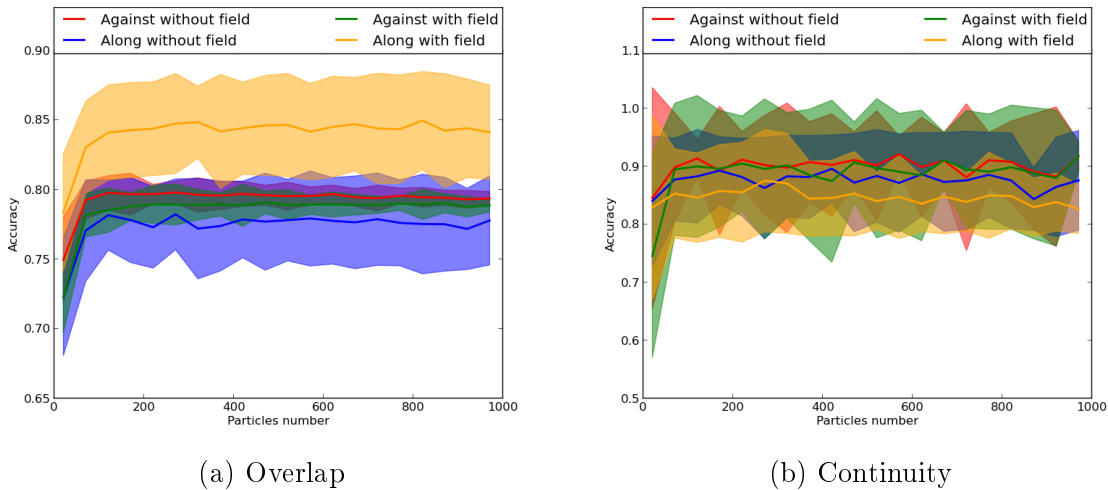 Against without field
Against with field
Along without field
Along with field
0.90
0.85
0.80
0.75
0.70
0.65
Accuracy
0
200
400
600
800
1000
Particles number
(a) Overlap
Against without field
Against with field
Along without field
Along with field
1.1
1.0
0.9
0.8
0.7
0.6
0.5
Accuracy
0
200
400
600
800
1000
Particles number
(b) Continuity